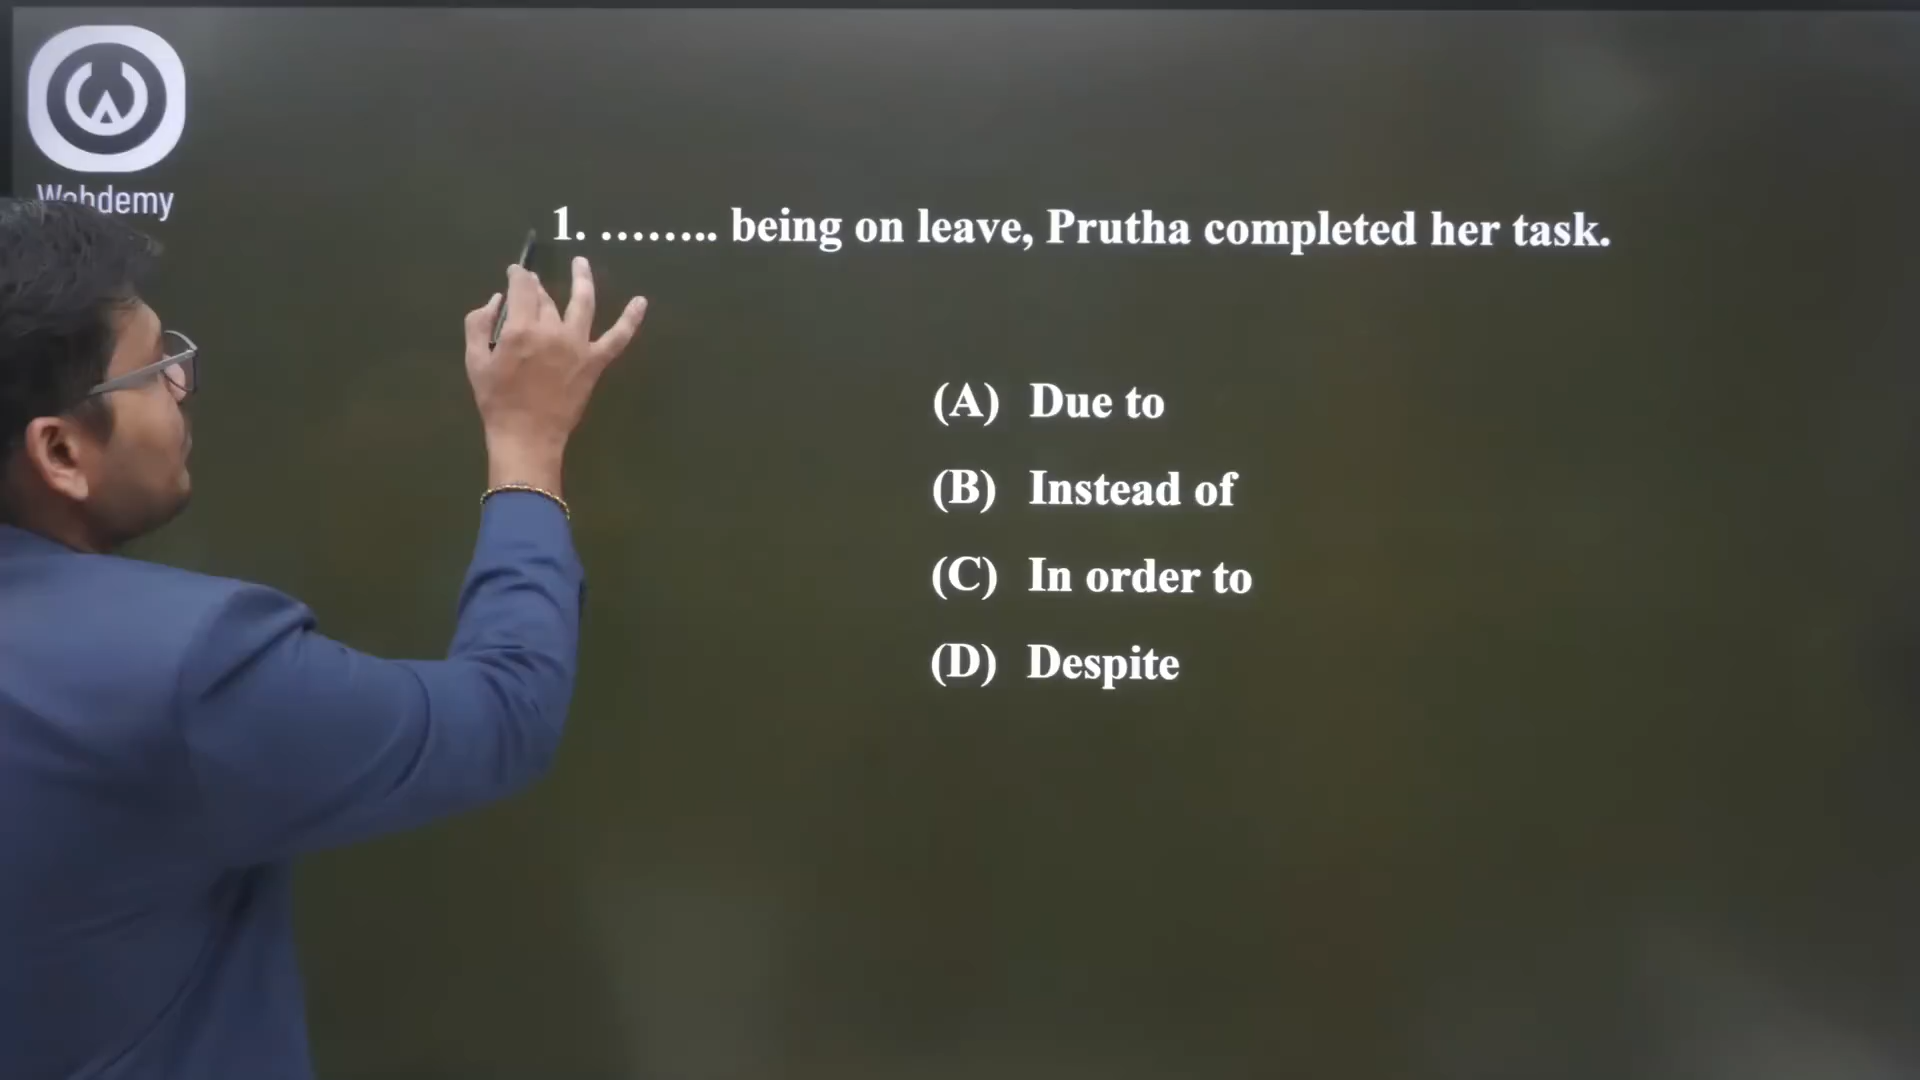 Webdemy
1. …….. being on leave, Prutha completed her task.
(A) Due to
(B) Instead of
(C) In order to
(D) Despite